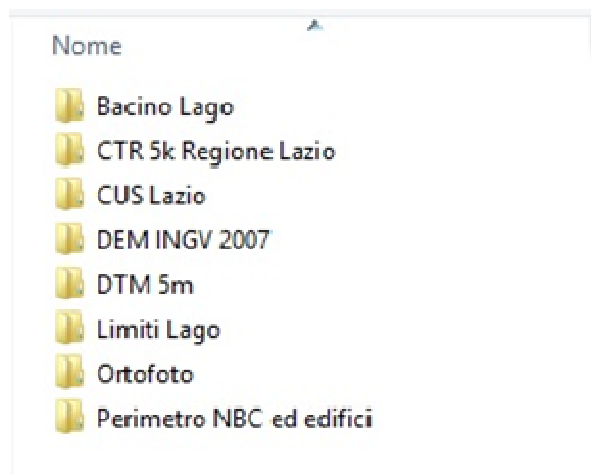 Nome
Bacino Lago
CTR 5k Regione Lazio
CUS Lazio
DEM INGV 2007
DTM 5m
Limiti Lago
Ortofoto
Perimetro NBC ed edifici